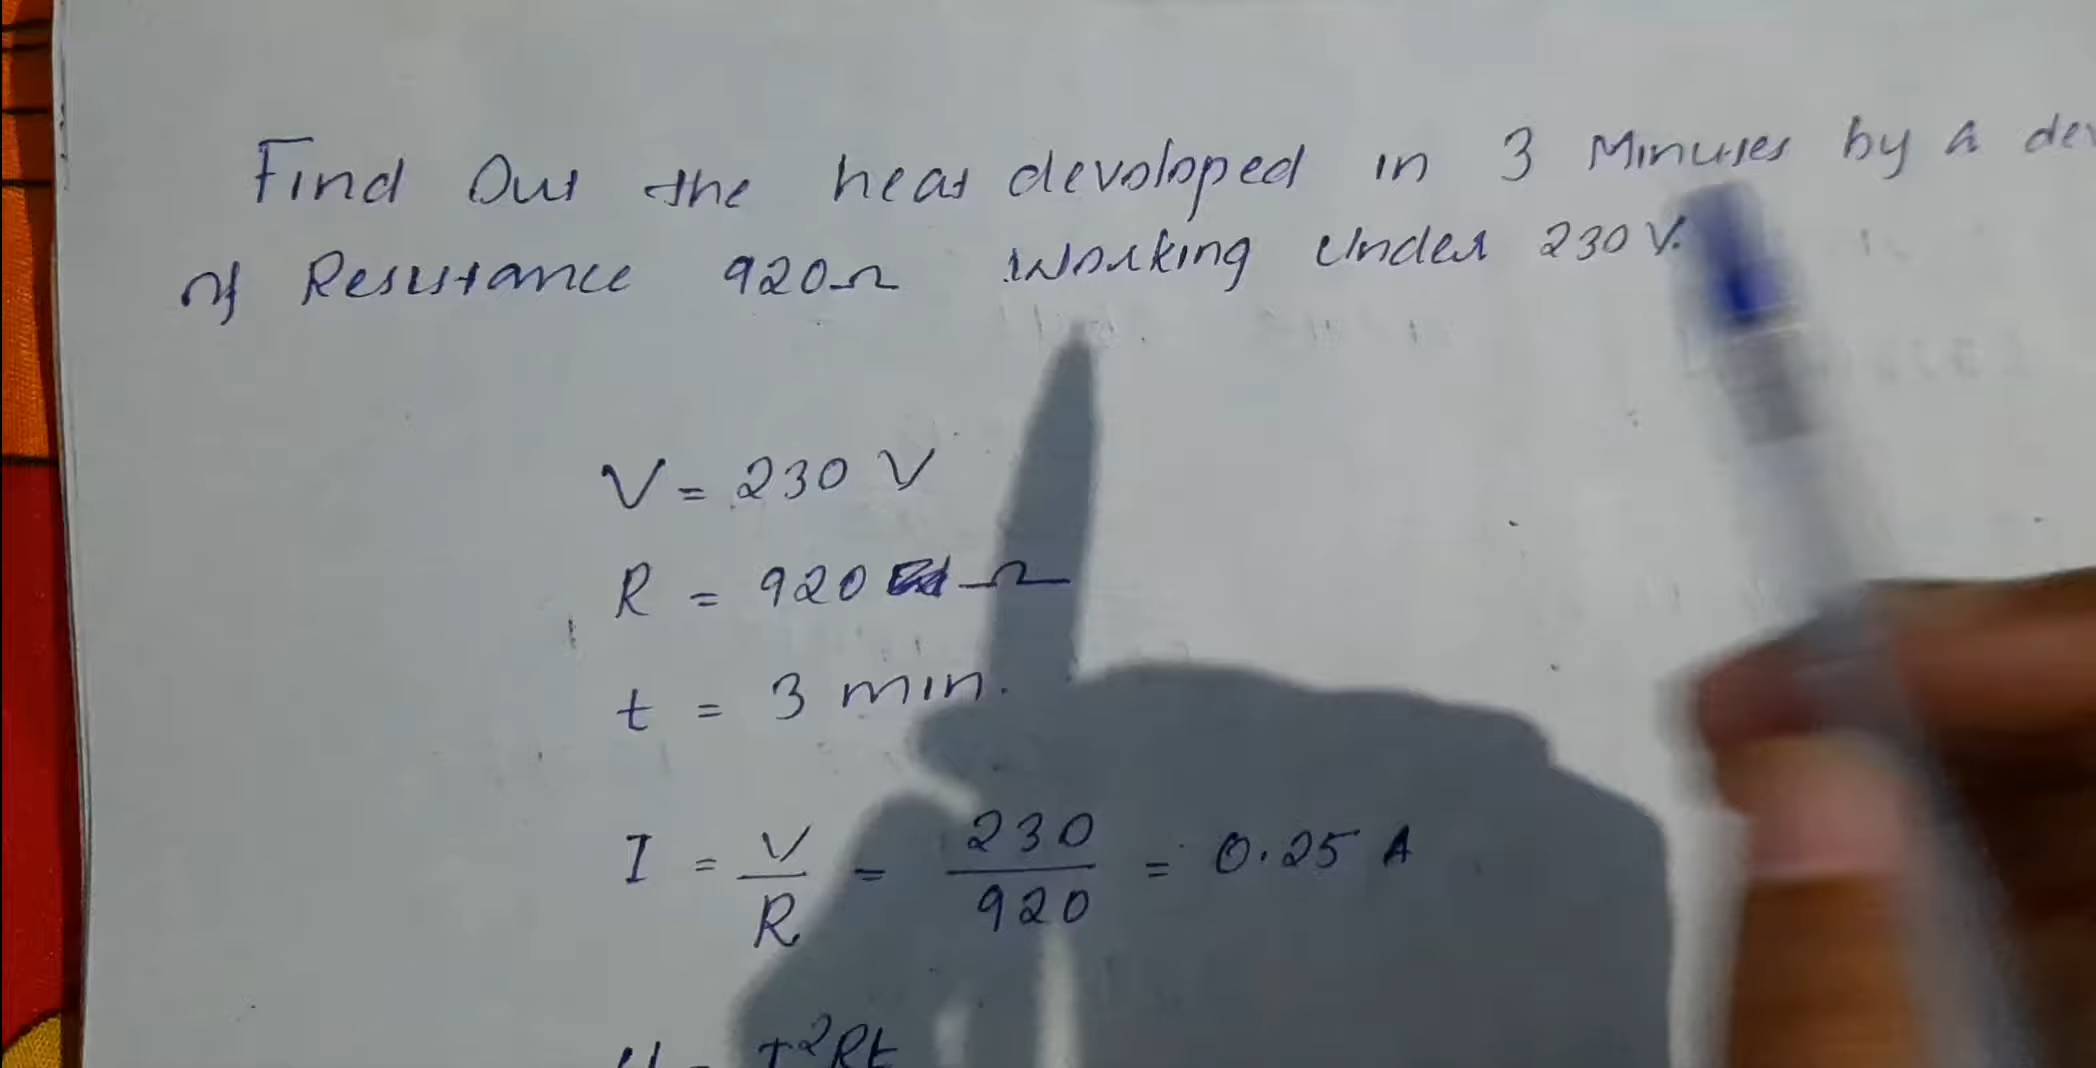 Find Out the heat developed in 3 Minutes by a
of Resistance 920Ω Working Under 230 V.
V = 230 V
R = 920 Ω
t = 3 min.
I = V/R = 230/920 = 0.25 A
I²Rt